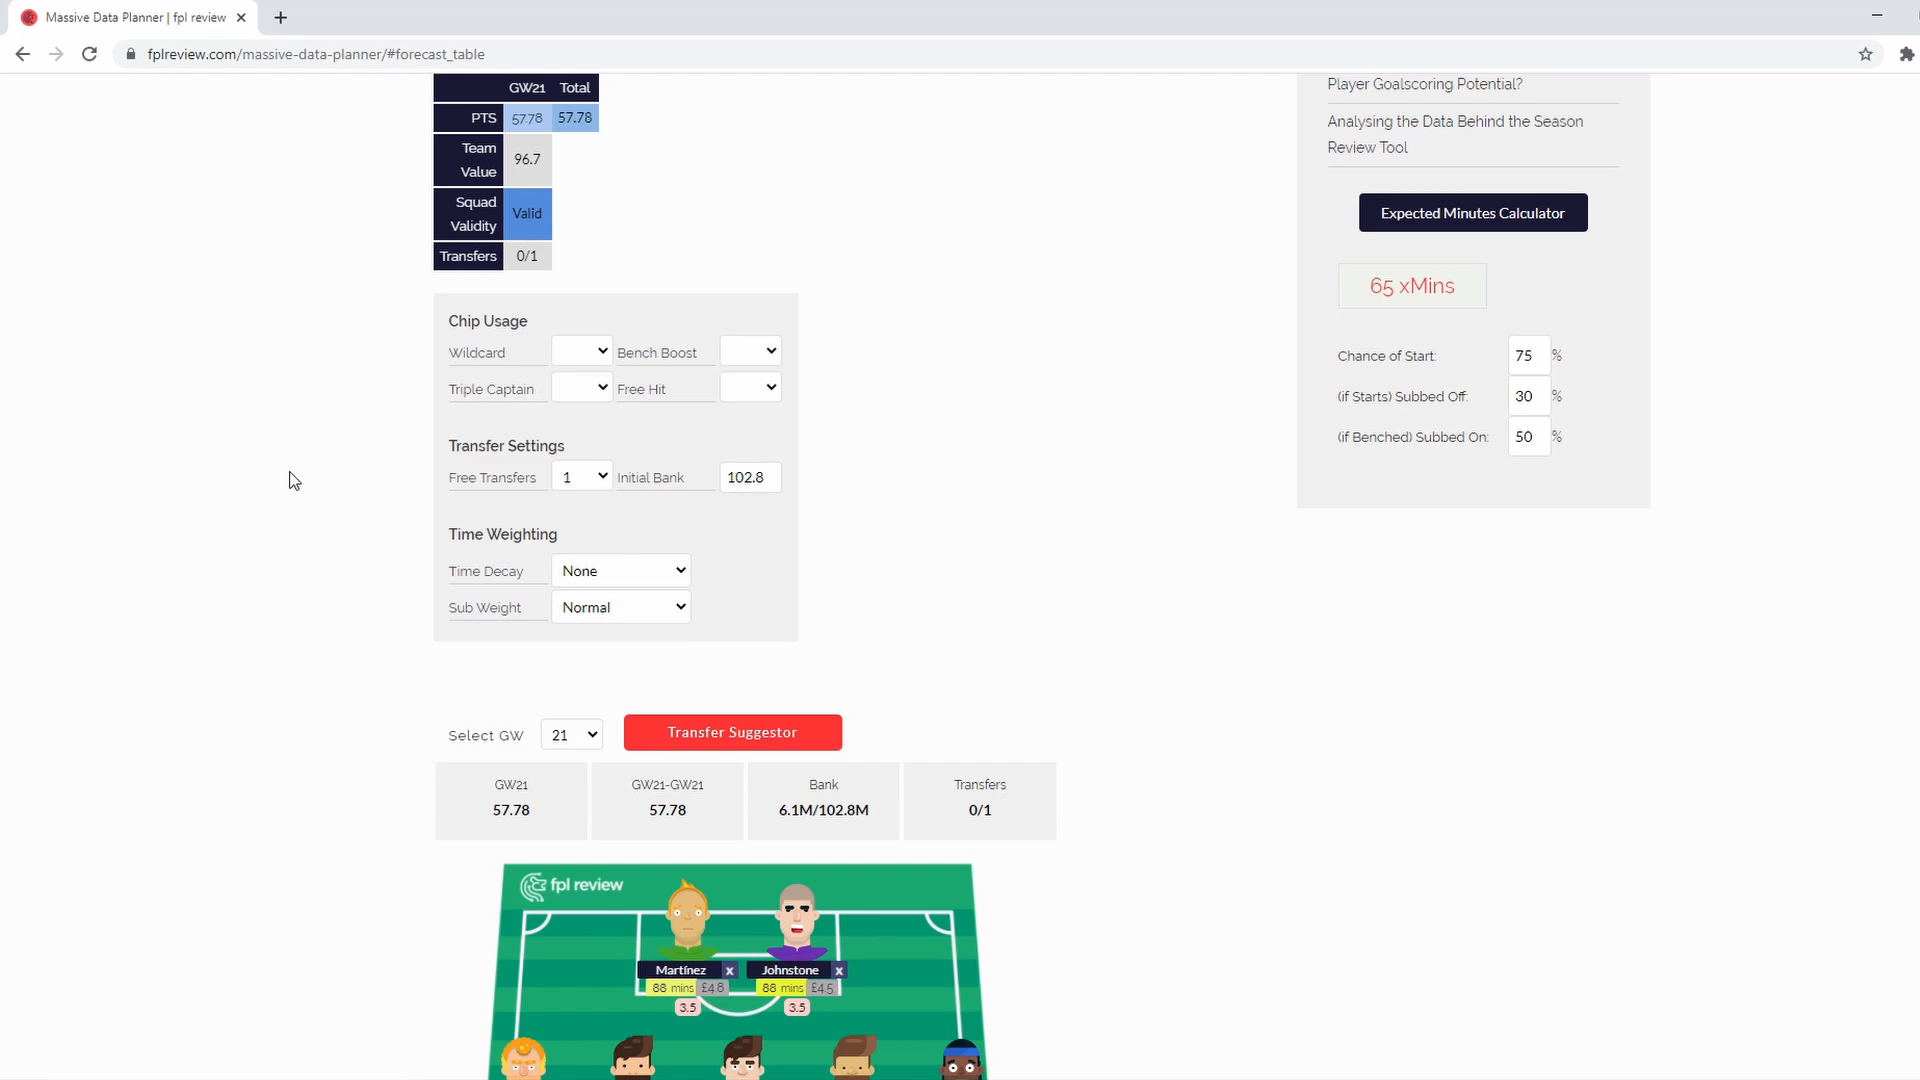 Massive Data Planner | fpl review
fplreview.com/massive-data-planner/#forecast_table
GW21 Total
PTS 57.78 57.78
Team Value 96.7
Squad Validity Valid
Transfers 0/1
Chip Usage
Wildcard Bench Boost
Triple Captain Free Hit
Transfer Settings
Free Transfers 1 Initial Bank 102.8
Time Weighting
Time Decay None
Sub Weight Normal
Select GW 21 Transfer Suggestor
GW21 GW21-GW21 Bank Transfers
57.78 57.78 6.1M/102.8M 0/1
fpl review
Martínez x Johnstone x
88 mins £4.8 88 mins £4.5
3.5 3.5
Player Goalscoring Potential?
Analysing the Data Behind the Season
Review Tool
Expected Minutes Calculator
65 xMins
Chance of Start: 75 %
(if Starts) Subbed Off: 30 %
(if Benched) Subbed On: 50 %